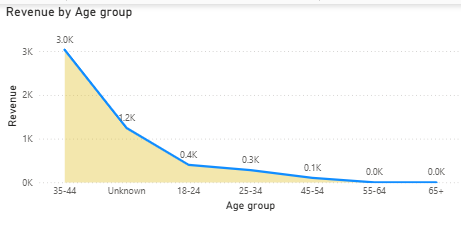 Revenue by Age group
3.0K
3K
1.2K
2K
Revenue
1K
0.4K
0.3K
0.1K
0.0K
0.0K
0K
35-44 Unknown 18-24 25-34 45-54 55-64 65+
Age group